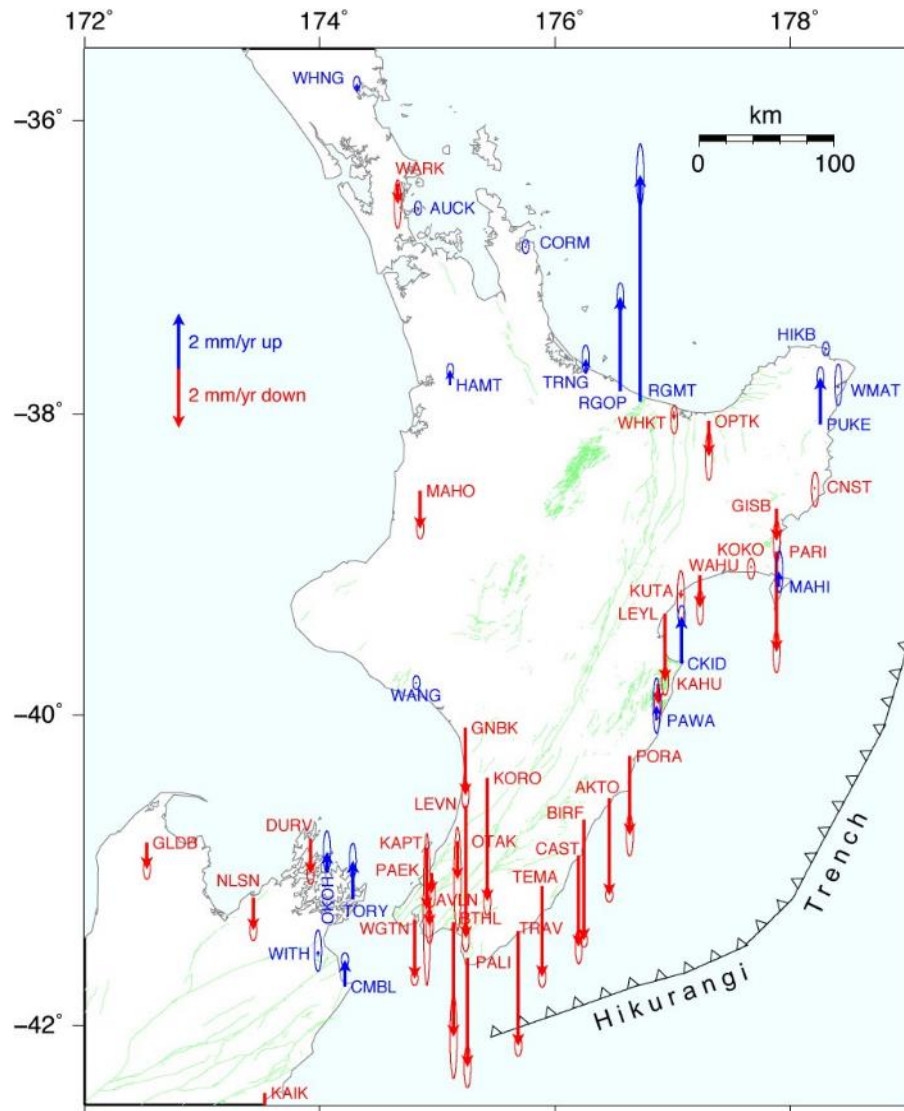 172° 174° 176° 178°
WHNG
−36°
km
0 100
WARK
AUCK
CORM
2 mm/yr up
2 mm/yr down
HIKB
HAMT
TRNG
RGOP
RGMT
WMAT
−38°
WHKT
OPTK
PUKE
MAHO
CNST
GISB
KOKO
PARI
WAHU
MAHI
KUTA
LEYL
CKID
WANG
KAHU
−40°
PAWA
GNBK
PORA
KORO
AKTO
LEVN
BIRF
DURV
KAPT
OTAK
CAST
GLDB
PAEK
TEMA
NLSN
OKOH
TORY
AVLN
BTHL
WGTN
TRAV
WITH
PALI
CMBL
−42°
Hikurangi Trench
KAIK